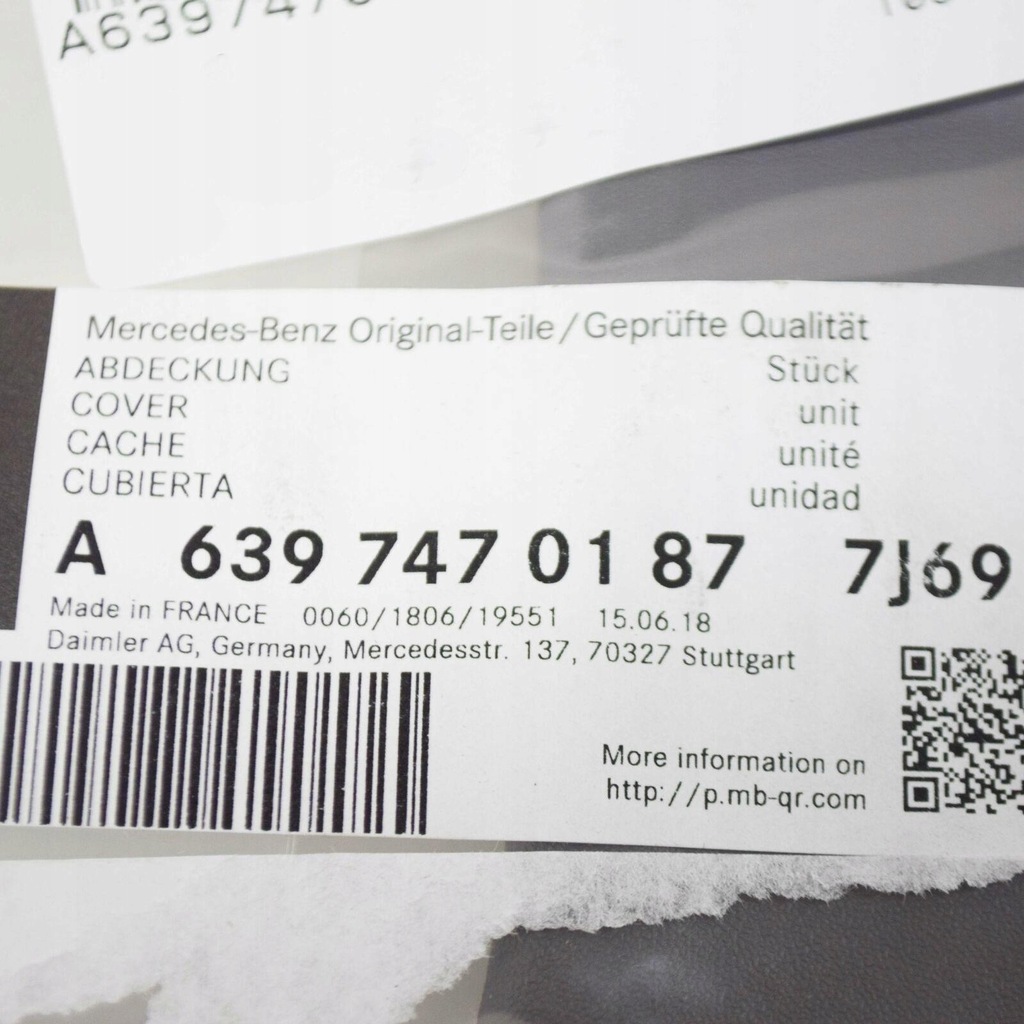 A639747
Mercedes-Benz Original-Teile/Geprüfte Qualität
ABDECKUNG Stück
COVER unit
CACHE unité
CUBIERTA unidad
A 639 747 01 87 7J69
Made in FRANCE 0060/1806/19551 15.06.18
Daimler AG, Germany, Mercedesstr. 137, 70327 Stuttgart
More information on
http://p.mb-qr.com